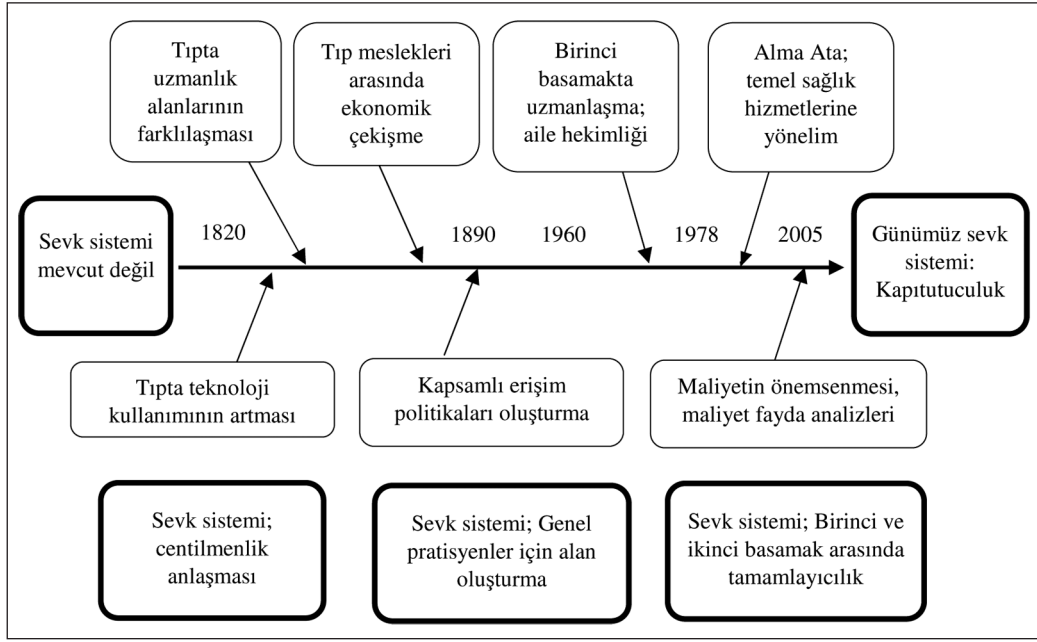 Tıpta
uzmanlık
alanlarının
farklılaşması
Tıp meslekleri
arasında
ekonomik
çekişme
Birinci
basamakta
uzmanlaşma;
aile hekimliği
Alma Ata;
temel sağlık
hizmetlerine
yönelim
Sevk sistemi
mevcut değil
1820
1890
1960
1978
2005
Günümüz sevk
sistemi:
Kapıtutuculuk
Tıpta teknoloji
kullanımının artması
Kapsamlı erişim
politikaları oluşturma
Maliyetin önemsenmesi,
maliyet fayda analizleri
Sevk sistemi;
centilmenlik
anlaşması
Sevk sistemi; Genel
pratisyenler için alan
oluşturma
Sevk sistemi; Birinci ve
ikinci basamak arasında
tamamlayıcılık